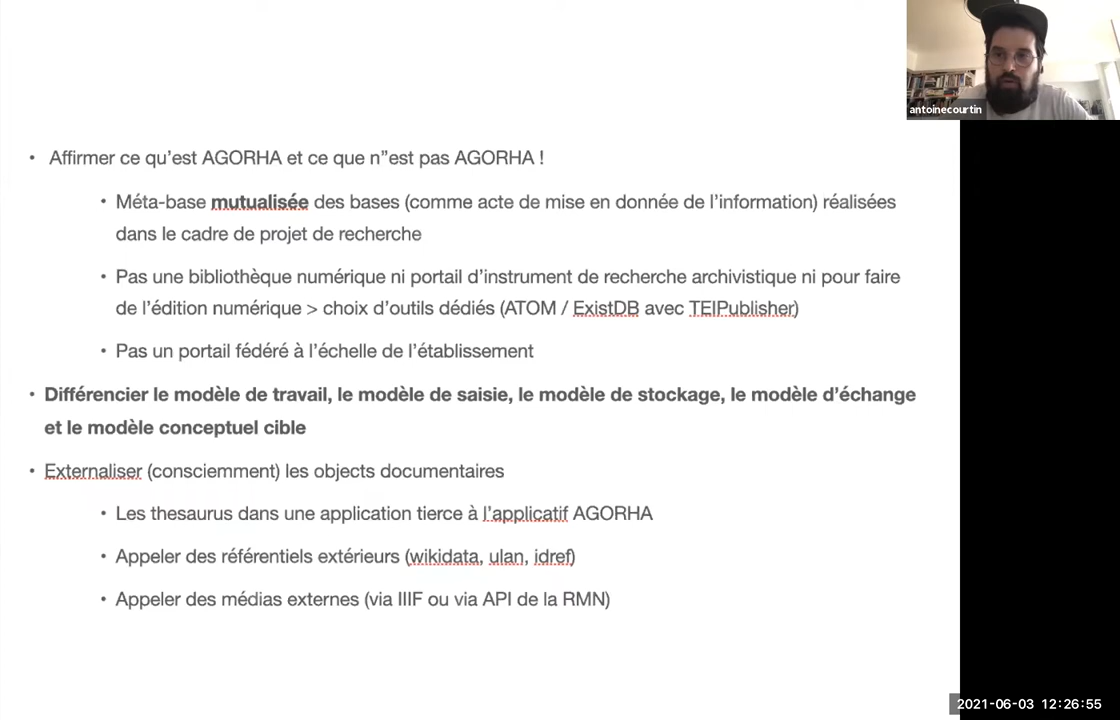 antoinecourtin
• Affirmer ce qu’est AGORHA et ce que n’’est pas AGORHA !
• Méta-base mutualisée des bases (comme acte de mise en donnée de l’information) réalisées
dans le cadre de projet de recherche
• Pas une bibliothèque numérique ni portail d’instrument de recherche archivistique ni pour faire
de l’édition numérique > choix d’outils dédiés (ATOM / ExistDB avec TEIPublisher)
• Pas un portail fédéré à l’échelle de l’établissement
• Différencier le modèle de travail, le modèle de saisie, le modèle de stockage, le modèle d’échange
et le modèle conceptuel cible
• Externaliser (consciemment) les objects documentaires
• Les thesaurus dans une application tierce à l’applicatif AGORHA
• Appeler des référentiels extérieurs (wikidata, ulan, idref)
• Appeler des médias externes (via IIIF ou via API de la RMN)
2021-06-03 12:26:55